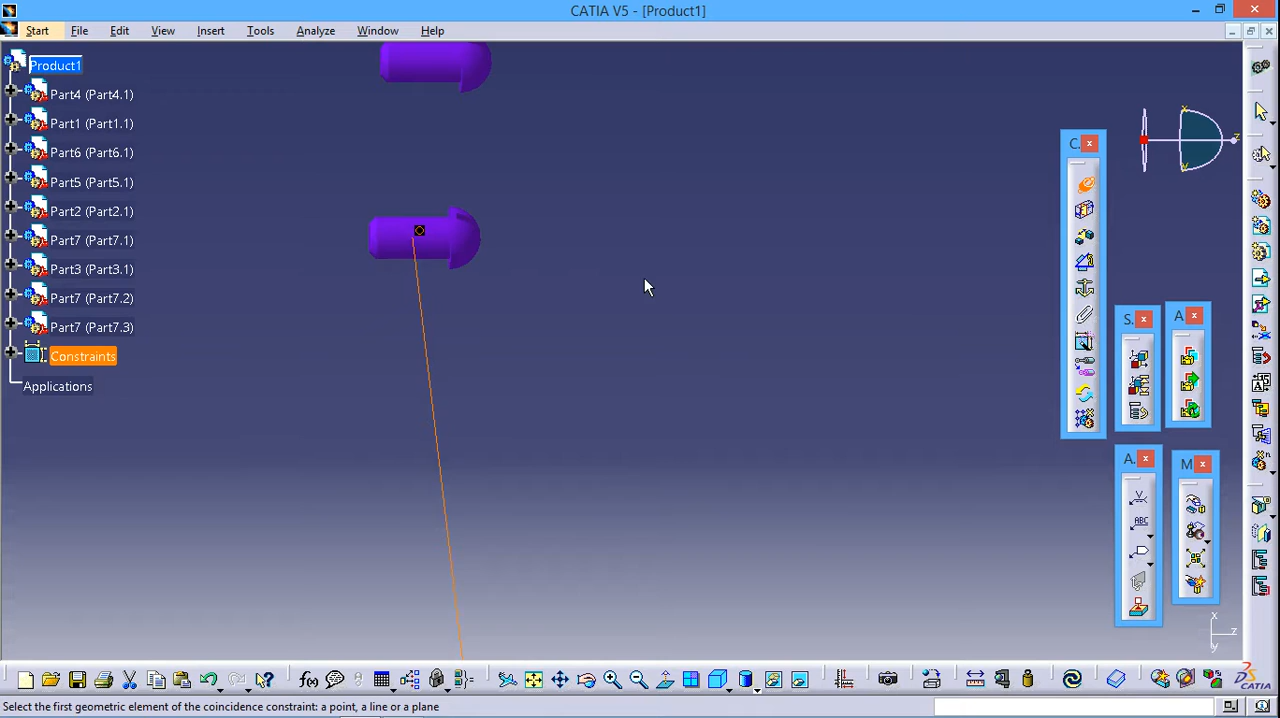 CATIA V5 - [Product1]
Start File Edit View Insert Tools Analyze Window Help
Product1
Part4 (Part4.1)
Part1 (Part1.1)
Part6 (Part6.1)
Part5 (Part5.1)
Part2 (Part2.1)
Part7 (Part7.1)
Part3 (Part3.1)
Part7 (Part7.2)
Part7 (Part7.3)
Constraints
Applications
C.
S. A
A. M
ABC
f(x)
CATIA
Select the first geometric element of the coincidence constraint: a point, a line or a plane